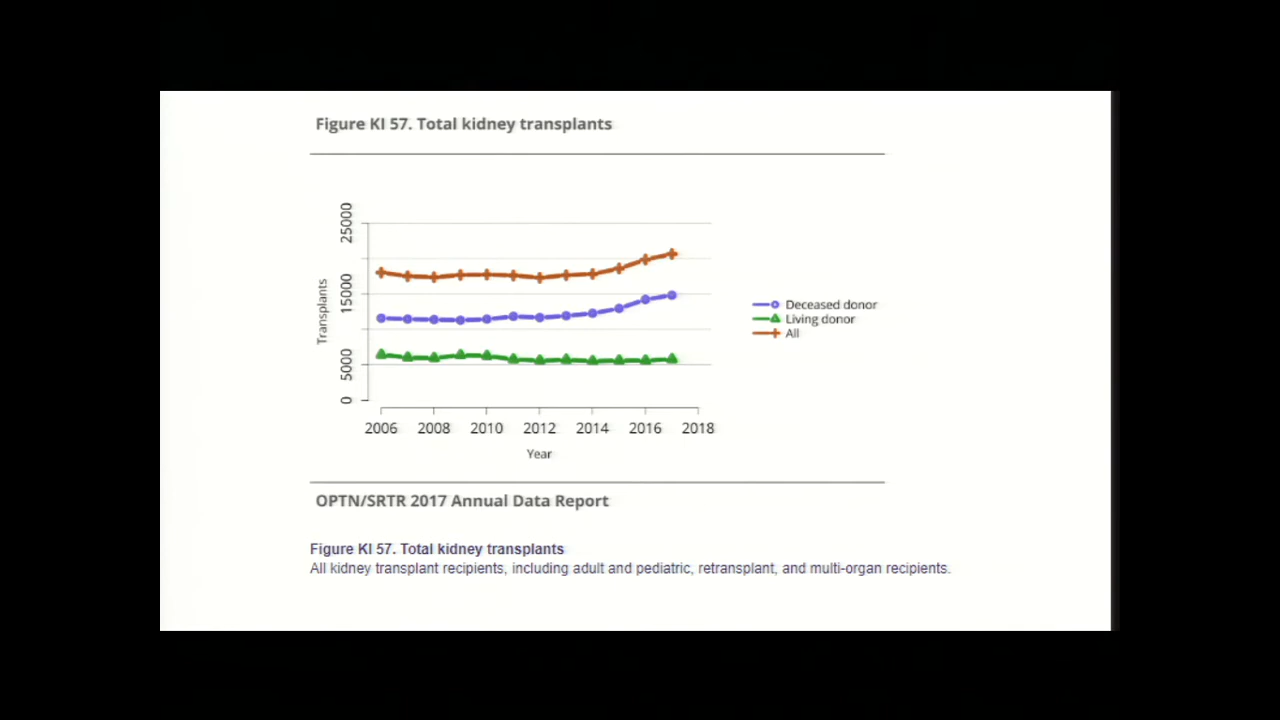 Figure KI 57. Total kidney transplants
25000
15000
5000
0
Transplants
2006 2008 2010 2012 2014 2016 2018
Year
Deceased donor
Living donor
All
OPTN/SRTR 2017 Annual Data Report
Figure KI 57. Total kidney transplants
All kidney transplant recipients, including adult and pediatric, retransplant, and multi-organ recipients.